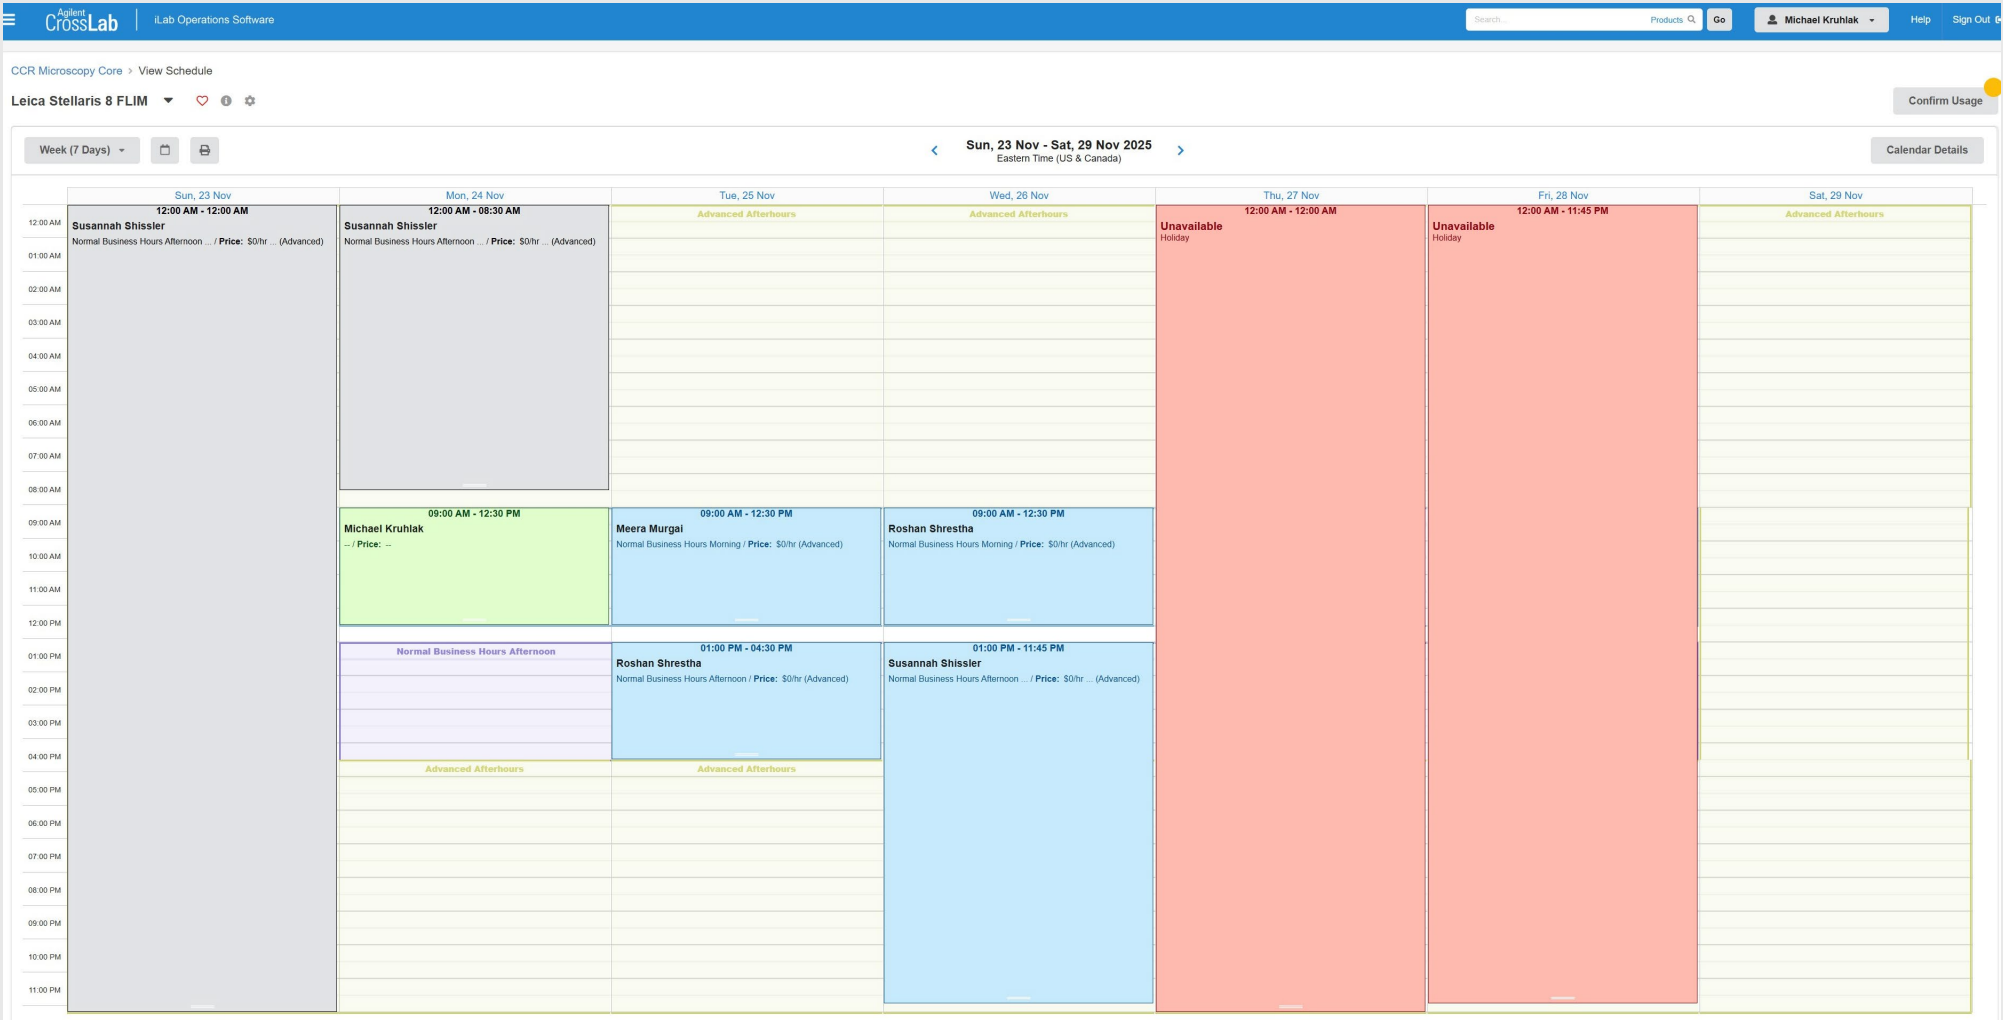 Agilent
CrossLab
iLab Operations Software
Search...
Products
Go
Michael Kruhlak
Help
Sign Out
CCR Microscopy Core > View Schedule
Leica Stellaris 8 FLIM
Confirm Usage
Week (7 Days)
Sun, 23 Nov - Sat, 29 Nov 2025
Eastern Time (US & Canada)
Calendar Details
Sun, 23 Nov
Mon, 24 Nov
Tue, 25 Nov
Wed, 26 Nov
Thu, 27 Nov
Fri, 28 Nov
Sat, 29 Nov
12:00 AM
01:00 AM
02:00 AM
03:00 AM
04:00 AM
05:00 AM
06:00 AM
07:00 AM
08:00 AM
09:00 AM
10:00 AM
11:00 AM
12:00 PM
01:00 PM
02:00 PM
03:00 PM
04:00 PM
05:00 PM
06:00 PM
07:00 PM
08:00 PM
09:00 PM
10:00 PM
11:00 PM
12:00 AM - 12:00 AM
Susannah Shissler
Normal Business Hours Afternoon ... / Price: $0/hr ... (Advanced)
12:00 AM - 08:30 AM
Susannah Shissler
Normal Business Hours Afternoon ... / Price: $0/hr ... (Advanced)
09:00 AM - 12:30 PM
Michael Kruhlak
-- / Price: --
Normal Business Hours Afternoon
Advanced Afterhours
Advanced Afterhours
09:00 AM - 12:30 PM
Meera Murgai
Normal Business Hours Morning / Price: $0/hr (Advanced)
01:00 PM - 04:30 PM
Roshan Shrestha
Normal Business Hours Afternoon / Price: $0/hr (Advanced)
Advanced Afterhours
Advanced Afterhours
09:00 AM - 12:30 PM
Roshan Shrestha
Normal Business Hours Morning / Price: $0/hr (Advanced)
01:00 PM - 11:45 PM
Susannah Shissler
Normal Business Hours Afternoon ... / Price: $0/hr ... (Advanced)
12:00 AM - 12:00 AM
Unavailable
Holiday
12:00 AM - 11:45 PM
Unavailable
Holiday
Advanced Afterhours